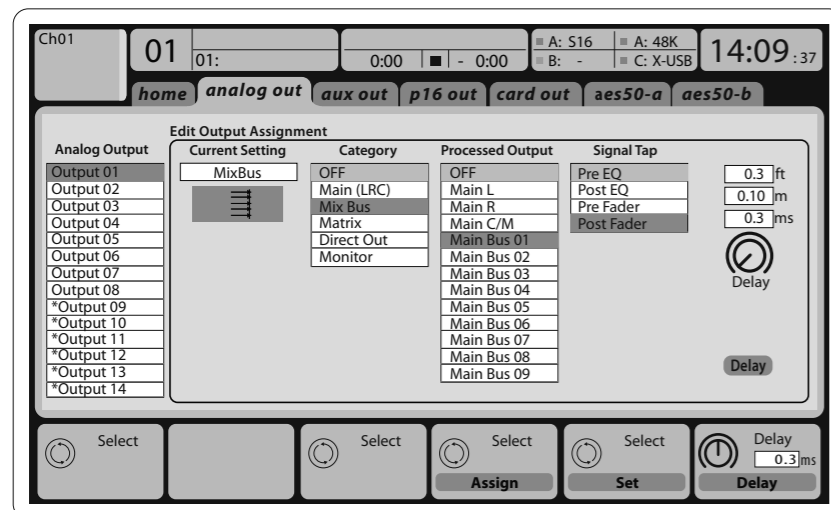 Ch01
01
01:
0:00
- 0:00
A: S16
B: -
A: 48K
C: X-USB
14:09 :37
home
analog out
aux out
p16 out
card out
aes50-a
aes50-b
Edit Output Assignment
Analog Output
Output 01
Output 02
Output 03
Output 04
Output 05
Output 06
Output 07
Output 08
*Output 09
*Output 10
*Output 11
*Output 12
*Output 13
*Output 14
Current Setting
MixBus
Category
OFF
Main (LRC)
Mix Bus
Matrix
Direct Out
Monitor
Processed Output
OFF
Main L
Main R
Main C/M
Main Bus 01
Main Bus 02
Main Bus 03
Main Bus 04
Main Bus 05
Main Bus 06
Main Bus 07
Main Bus 08
Main Bus 09
Signal Tap
Pre EQ
Post EQ
Pre Fader
Post Fader
0.3 ft
0.10 m
0.3 ms
Delay
Delay
Select
Select
Select
Assign
Select
Set
Delay
0.3 ms
Delay